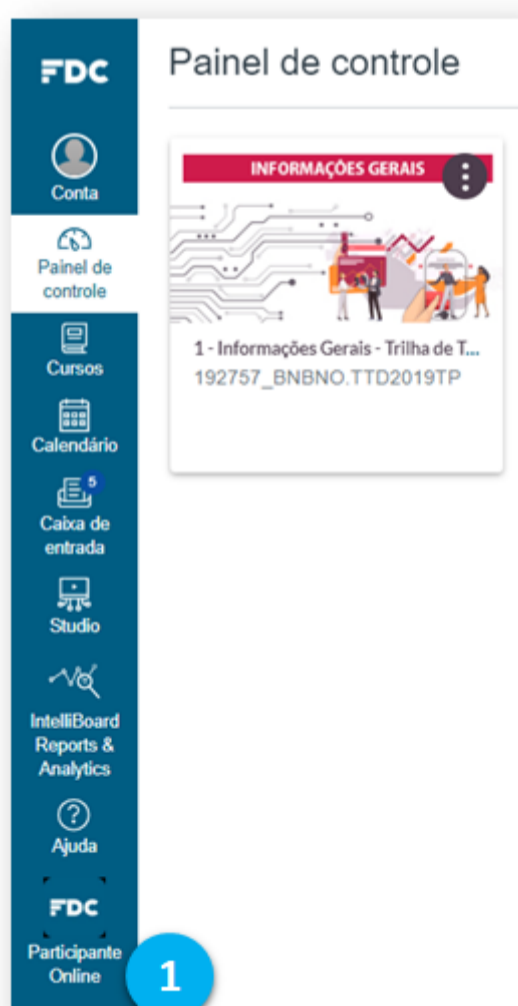 FDC
Painel de controle
Conta
Painel de
controle
Cursos
Calendário
5
Caixa de
entrada
Studio
IntelliBoard
Reports &
Analytics
Ajuda
FDC
Participante
Online
1
INFORMAÇÕES GERAIS
1 - Informações Gerais - Trilha de T...
192757_BNBNO.TTD2019TP